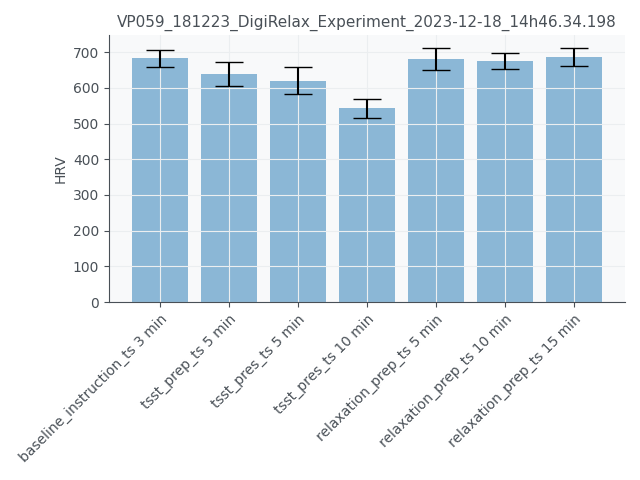 VP059_181223_DigiRelax_Experiment_2023-12-18_14h46.34.198
700
600
500
400
300
200
100
0
HRV
baseline_instruction_ts 3 min
tsst_prep_ts 5 min
tsst_pres_ts 5 min
tsst_pres_ts 10 min
relaxation_prep_ts 5 min
relaxation_prep_ts 10 min
relaxation_prep_ts 15 min